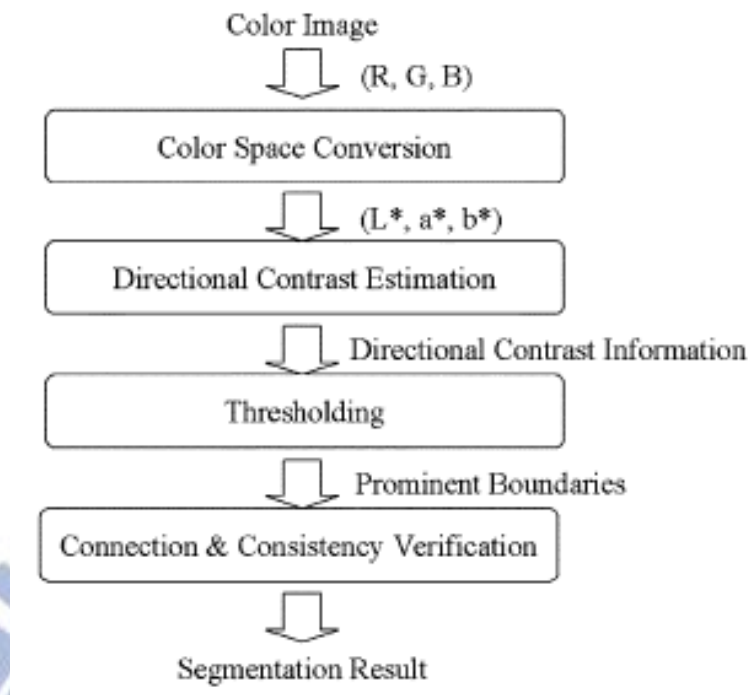 Color Image
(R, G, B)
Color Space Conversion
(L*, a*, b*)
Directional Contrast Estimation
Directional Contrast Information
Thresholding
Prominent Boundaries
Connection & Consistency Verification
Segmentation Result